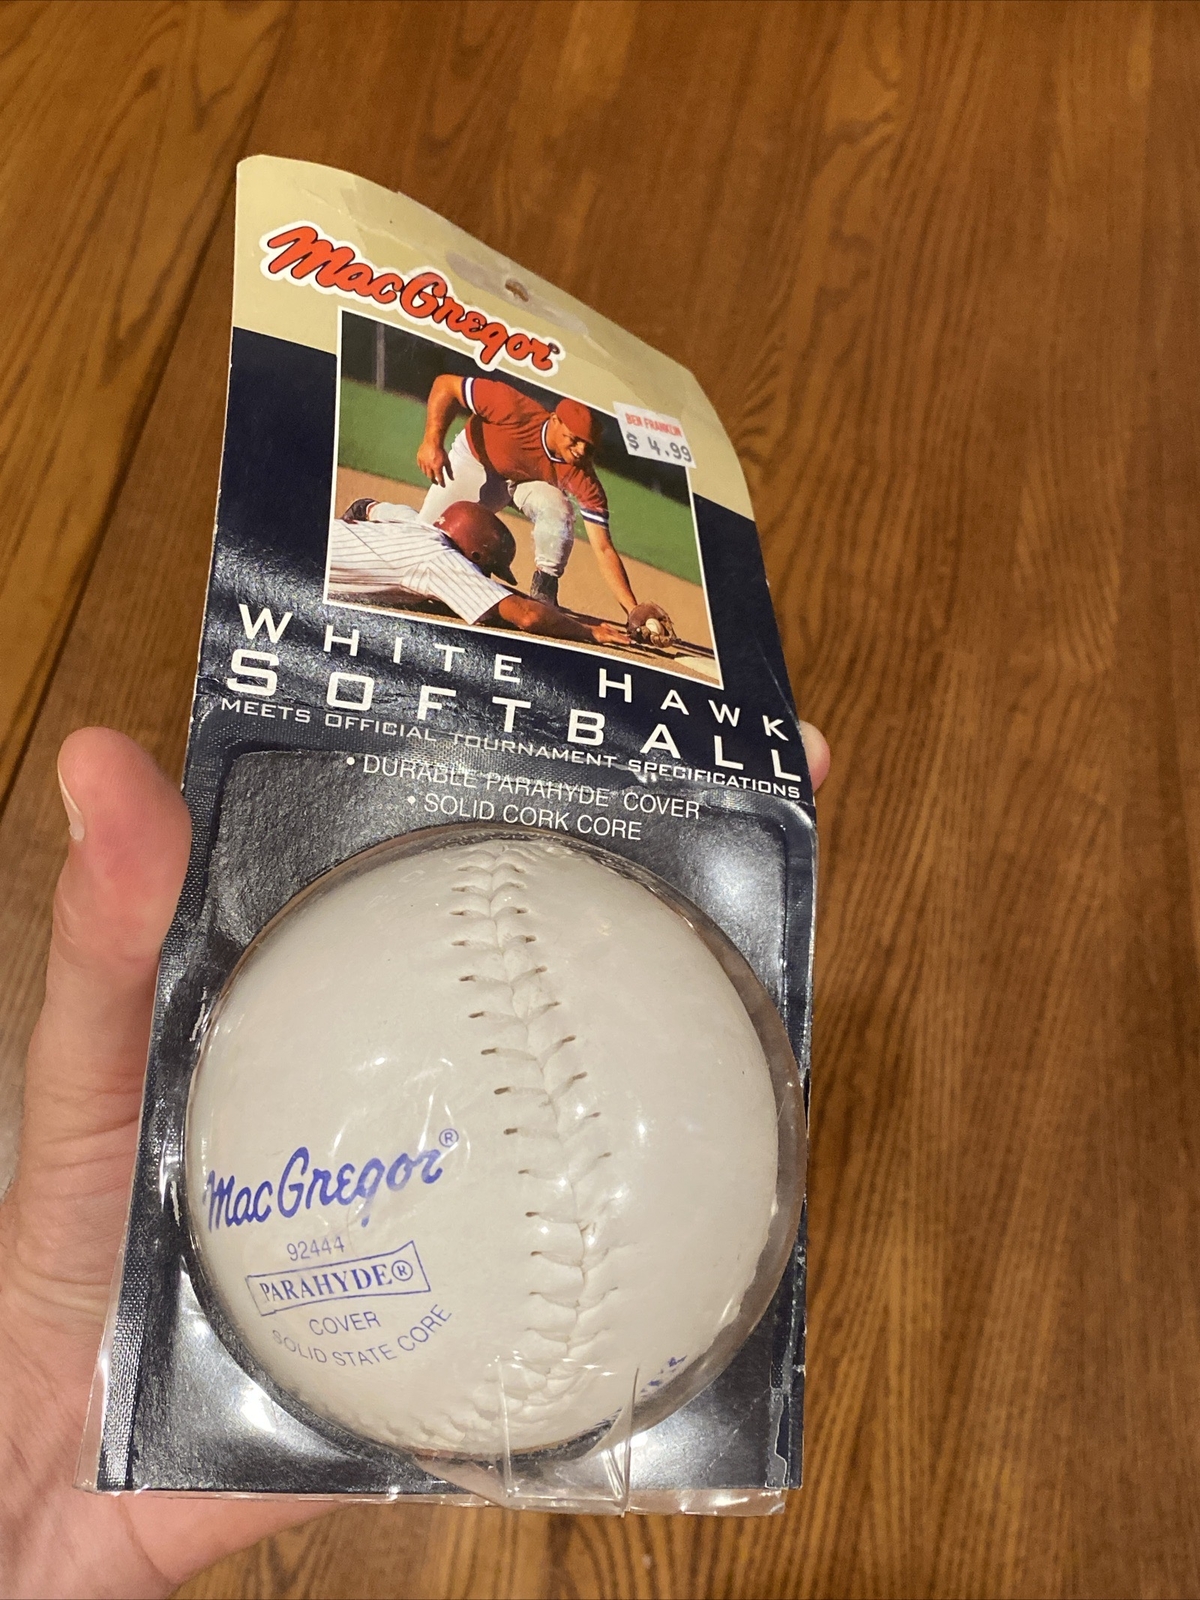 MacGregor®
BEN FRANKLIN
$ 4.99
WHITE HAWK
SOFTBALL
MEETS OFFICIAL TOURNAMENT SPECIFICATIONS
• DURABLE PARAHYDE COVER
• SOLID CORK CORE
MacGregor®
92444
PARAHYDE®
COVER
SOLID STATE CORE